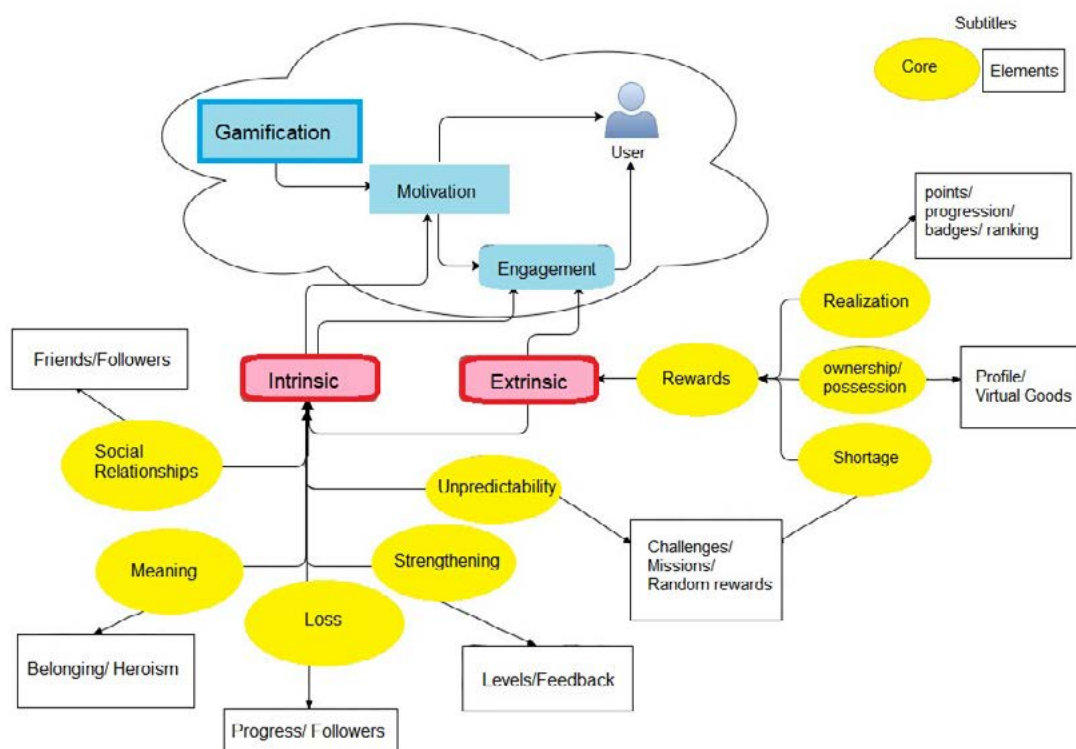 Subtitles
Core
Elements
Gamification
User
Motivation
Engagement
points/
progression/
badges/ ranking
Realization
Friends/Followers
Intrinsic
Extrinsic
Rewards
ownership/
possession
Profile/
Virtual Goods
Social
Relationships
Shortage
Unpredictability
Challenges/
Missions/
Random rewards
Meaning
Strengthening
Loss
Belonging/ Heroism
Levels/Feedback
Progress/ Followers